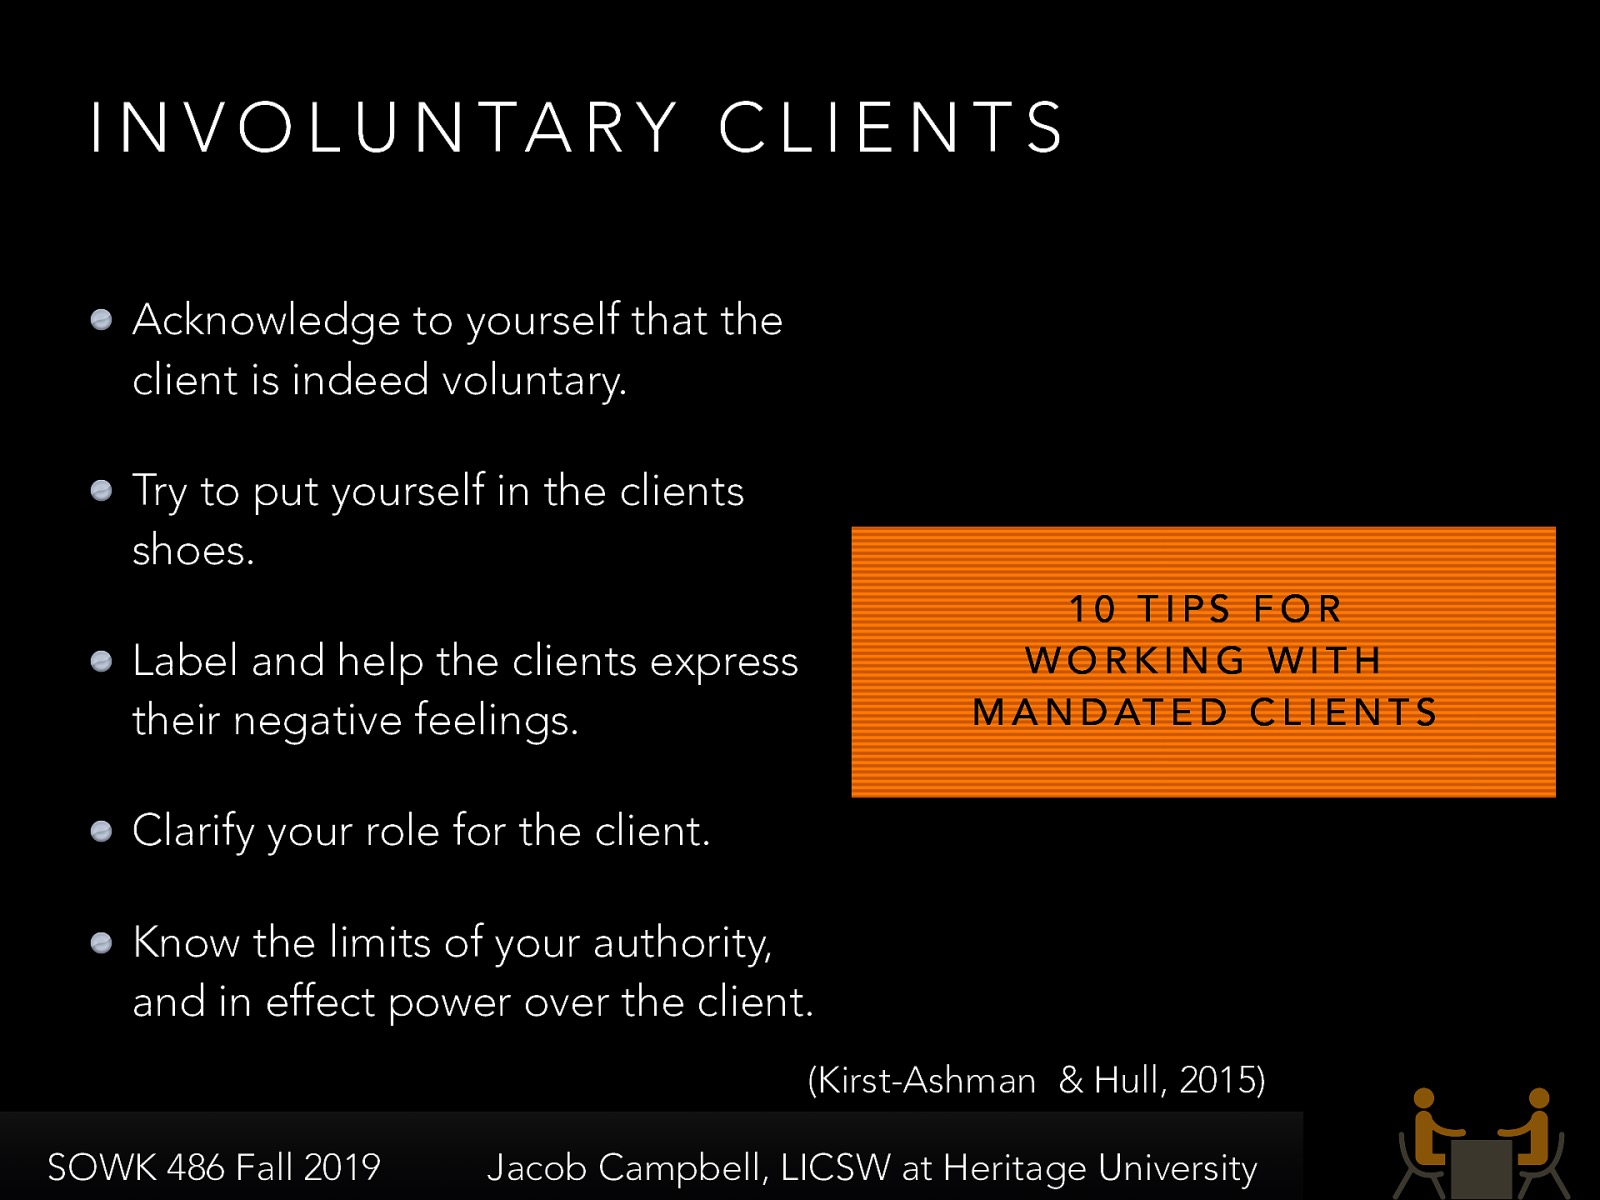 INVOLUNTARY CLIENTS
Acknowledge to yourself that the
client is indeed voluntary.
Try to put yourself in the clients
shoes.
Label and help the clients express
their negative feelings.
Clarify your role for the client.
Know the limits of your authority,
and in effect power over the client.
10 TIPS FOR
WORKING WITH
MANDATED CLIENTS
(Kirst-Ashman & Hull, 2015)
SOWK 486 Fall 2019
Jacob Campbell, LICSW at Heritage University